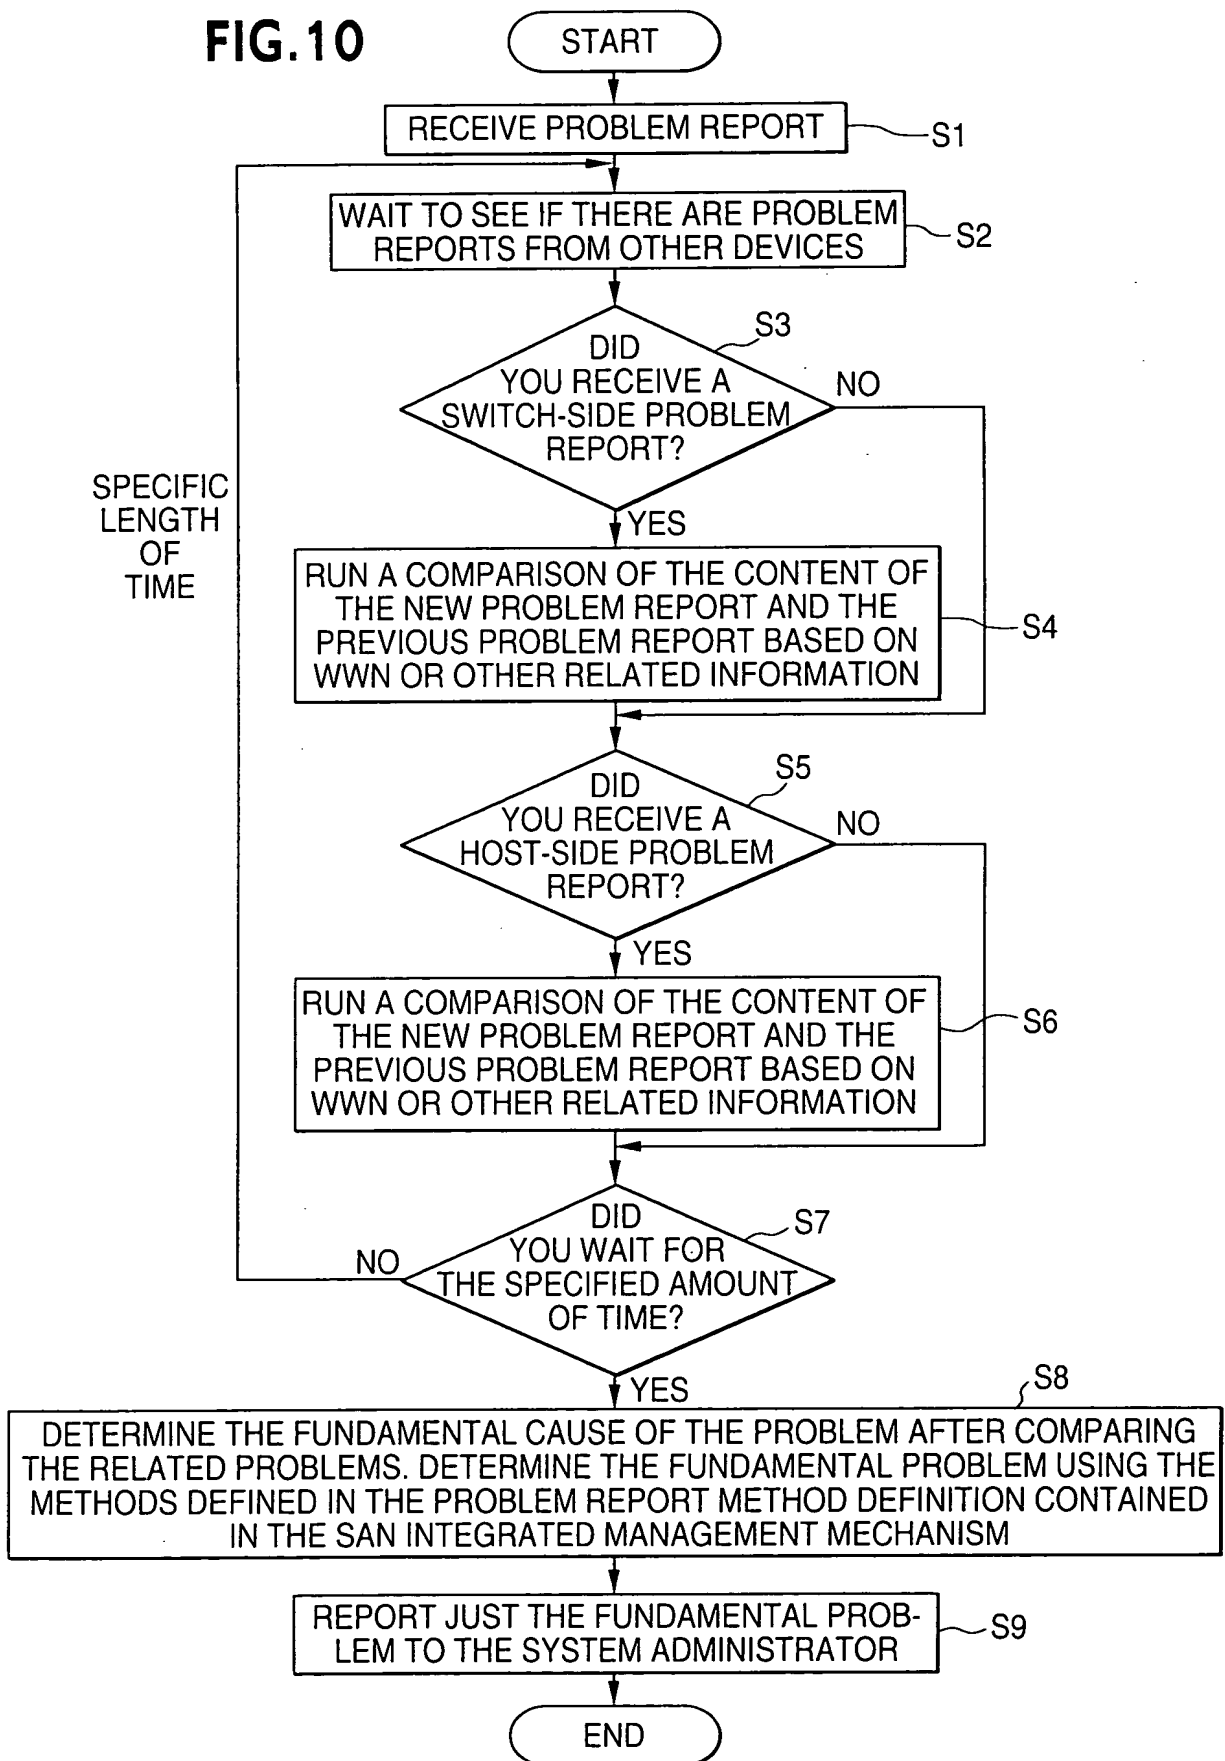 FIG.10
START
RECEIVE PROBLEM REPORT
S1
WAIT TO SEE IF THERE ARE PROBLEM
REPORTS FROM OTHER DEVICES
S2
DID
YOU RECEIVE A
SWITCH-SIDE PROBLEM
REPORT?
S3
NO
YES
SPECIFIC
LENGTH
OF
TIME
RUN A COMPARISON OF THE CONTENT OF
THE NEW PROBLEM REPORT AND THE
PREVIOUS PROBLEM REPORT BASED ON
WWN OR OTHER RELATED INFORMATION
S4
DID
YOU RECEIVE A
HOST-SIDE PROBLEM
REPORT?
S5
NO
YES
RUN A COMPARISON OF THE CONTENT OF
THE NEW PROBLEM REPORT AND THE
PREVIOUS PROBLEM REPORT BASED ON
WWN OR OTHER RELATED INFORMATION
S6
DID
YOU WAIT FOR
THE SPECIFIED AMOUNT
OF TIME?
S7
NO
YES
S8
DETERMINE THE FUNDAMENTAL CAUSE OF THE PROBLEM AFTER COMPARING
THE RELATED PROBLEMS. DETERMINE THE FUNDAMENTAL PROBLEM USING THE
METHODS DEFINED IN THE PROBLEM REPORT METHOD DEFINITION CONTAINED
IN THE SAN INTEGRATED MANAGEMENT MECHANISM
REPORT JUST THE FUNDAMENTAL PROB-
LEM TO THE SYSTEM ADMINISTRATOR
S9
END